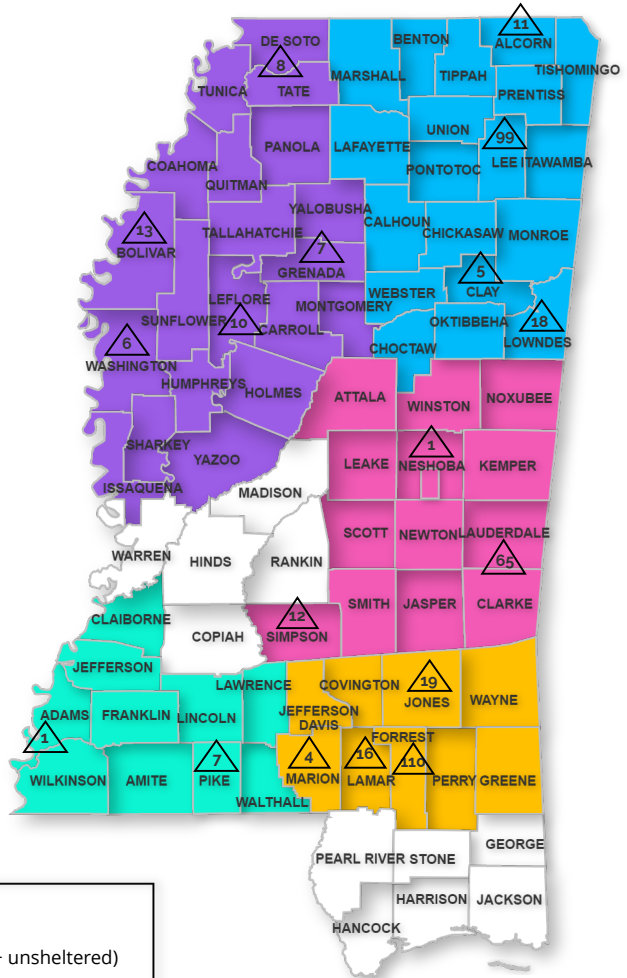 11
DE SOTO
BENTON
ALCORN
8
MARSHALL
TIPPAH
TISHOMINGO
TUNICA
TATE
PRENTISS
UNION
99
PANOLA
LAFAYETTE
LEE
ITAWAMBA
COAHOMA
PONTOTOC
QUITMAN
YALOBUSHA
13
TALLAHATCHIE
CALHOUN
CHICKASAW
MONROE
BOLIVAR
7
GRENADA
5
CLAY
LEFLORE
MONTGOMERY
WEBSTER
SUNFLOWER
10
CARROLL
OKTIBBEHA
18
6
CHOCTAW
LOWNDES
WASHINGTON
HUMPHREYS
HOLMES
ATTALA
WINSTON
NOXUBEE
SHARKEY
1
YAZOO
LEAKE
NESHOBA
KEMPER
ISSAQUENA
MADISON
SCOTT
NEWTON
LAUDERDALE
WARREN
HINDS
RANKIN
65
SMITH
JASPER
CLARKE
12
CLAIBORNE
COPIAH
SIMPSON
JEFFERSON
LAWRENCE
COVINGTON
19
JONES
WAYNE
ADAMS
FRANKLIN
LINCOLN
JEFFERSON
DAVIS
1
FORREST
7
4
16
110
WILKINSON
AMITE
PIKE
MARION
LAMAR
PERRY
GREENE
WALTHALL
GEORGE
PEARL RIVER
STONE
HARRISON
JACKSON
HANCOCK
unsheltered)